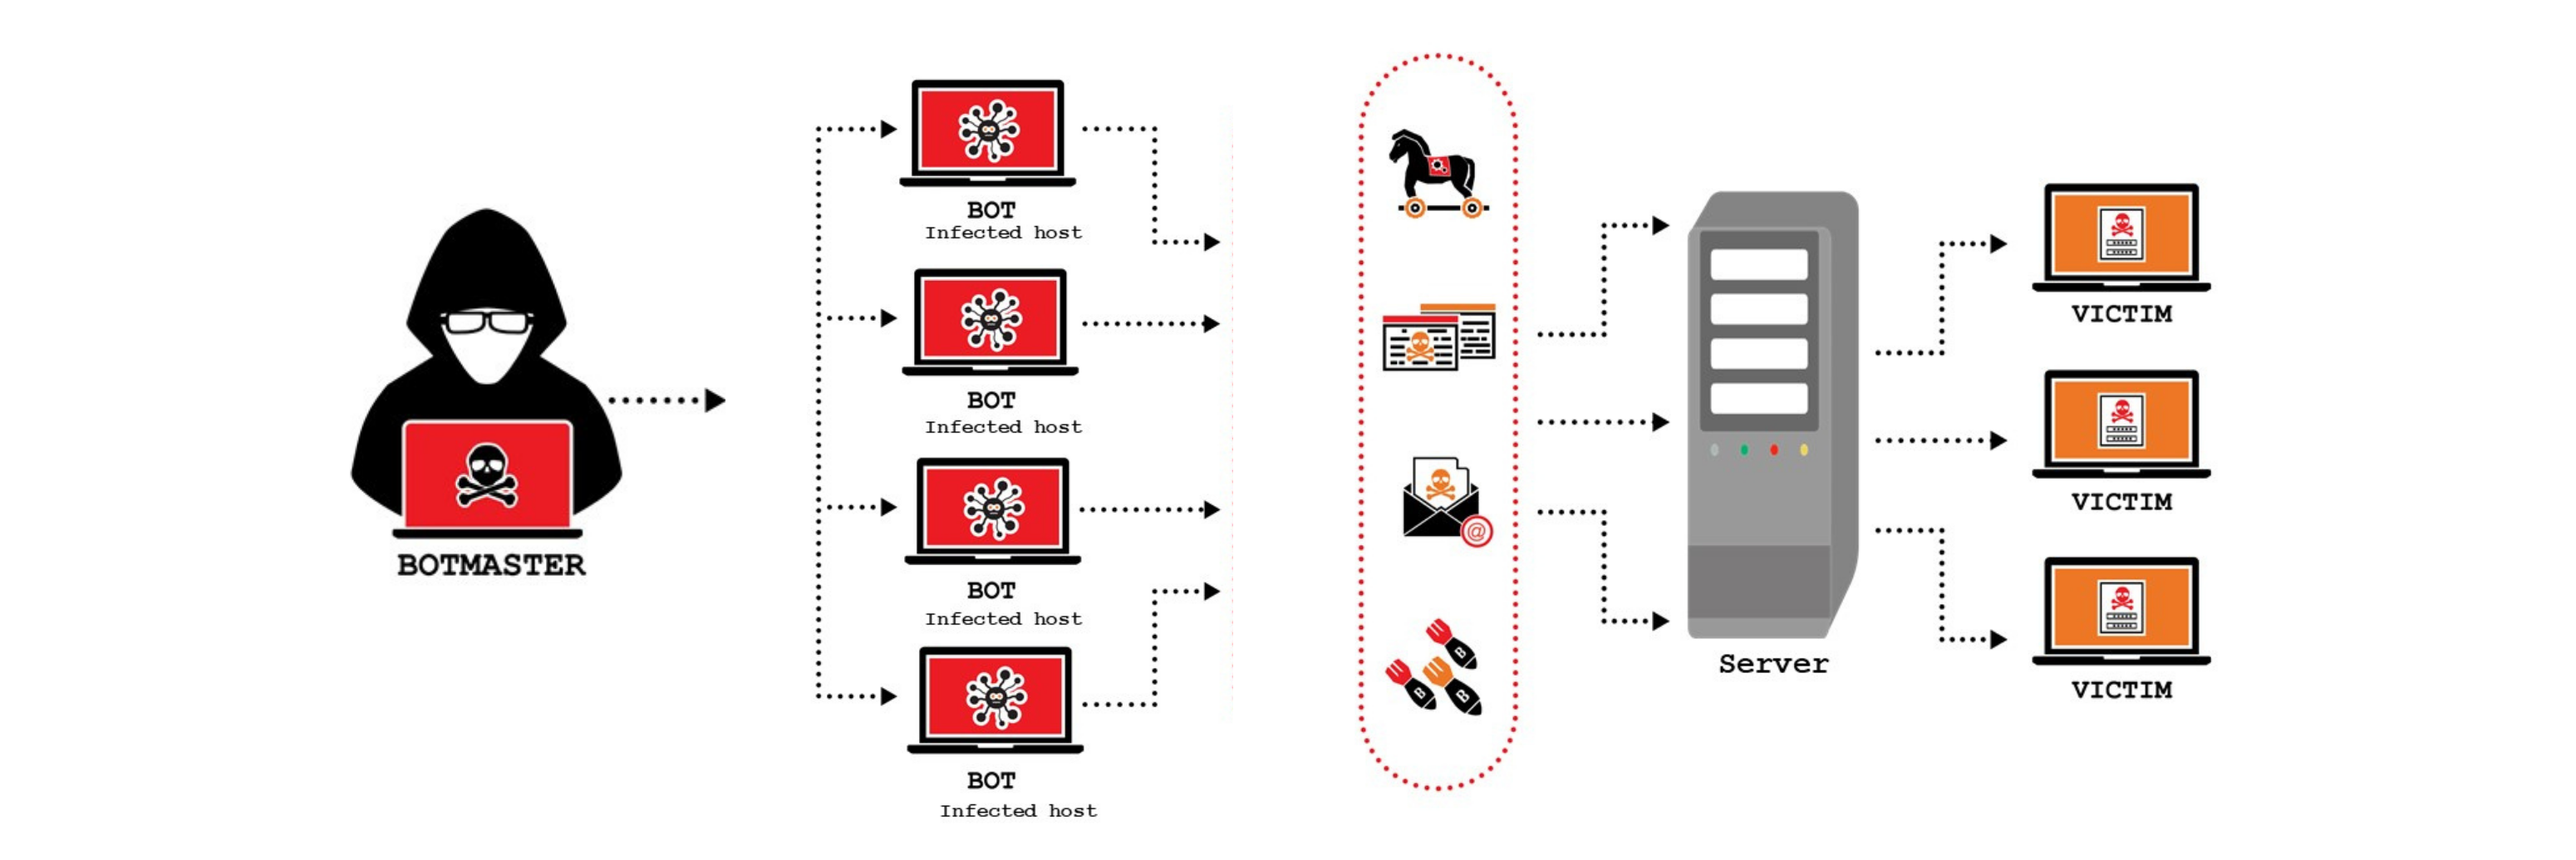 BOTMASTER
BOT
Infected host
BOT
Infected host
BOT
Infected host
BOT
Infected host
@
B
B
B
Server
VICTIM
VICTIM
VICTIM